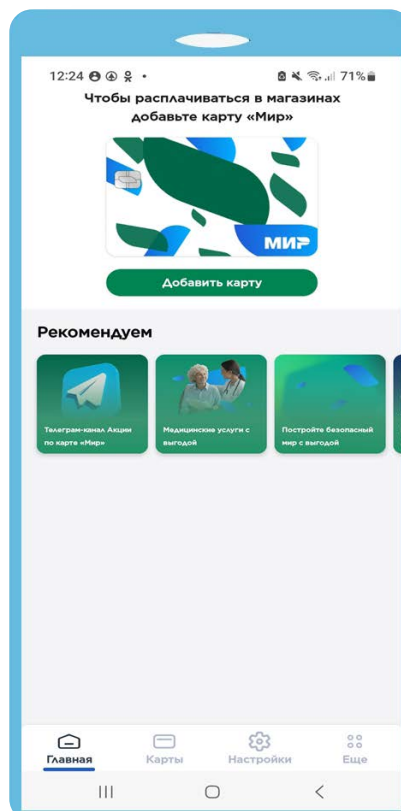 12:24
71%
Чтобы расплачиваться в магазинах
добавьте карту «Мир»
МИР
Добавить карту
Рекомендуем
Телеграм-канал Акции
по карте «Мир»
Медицинские услуги с
выгодой
Постройте безопасный
мир с выгодой
Главная
Карты
Настройки
Еще